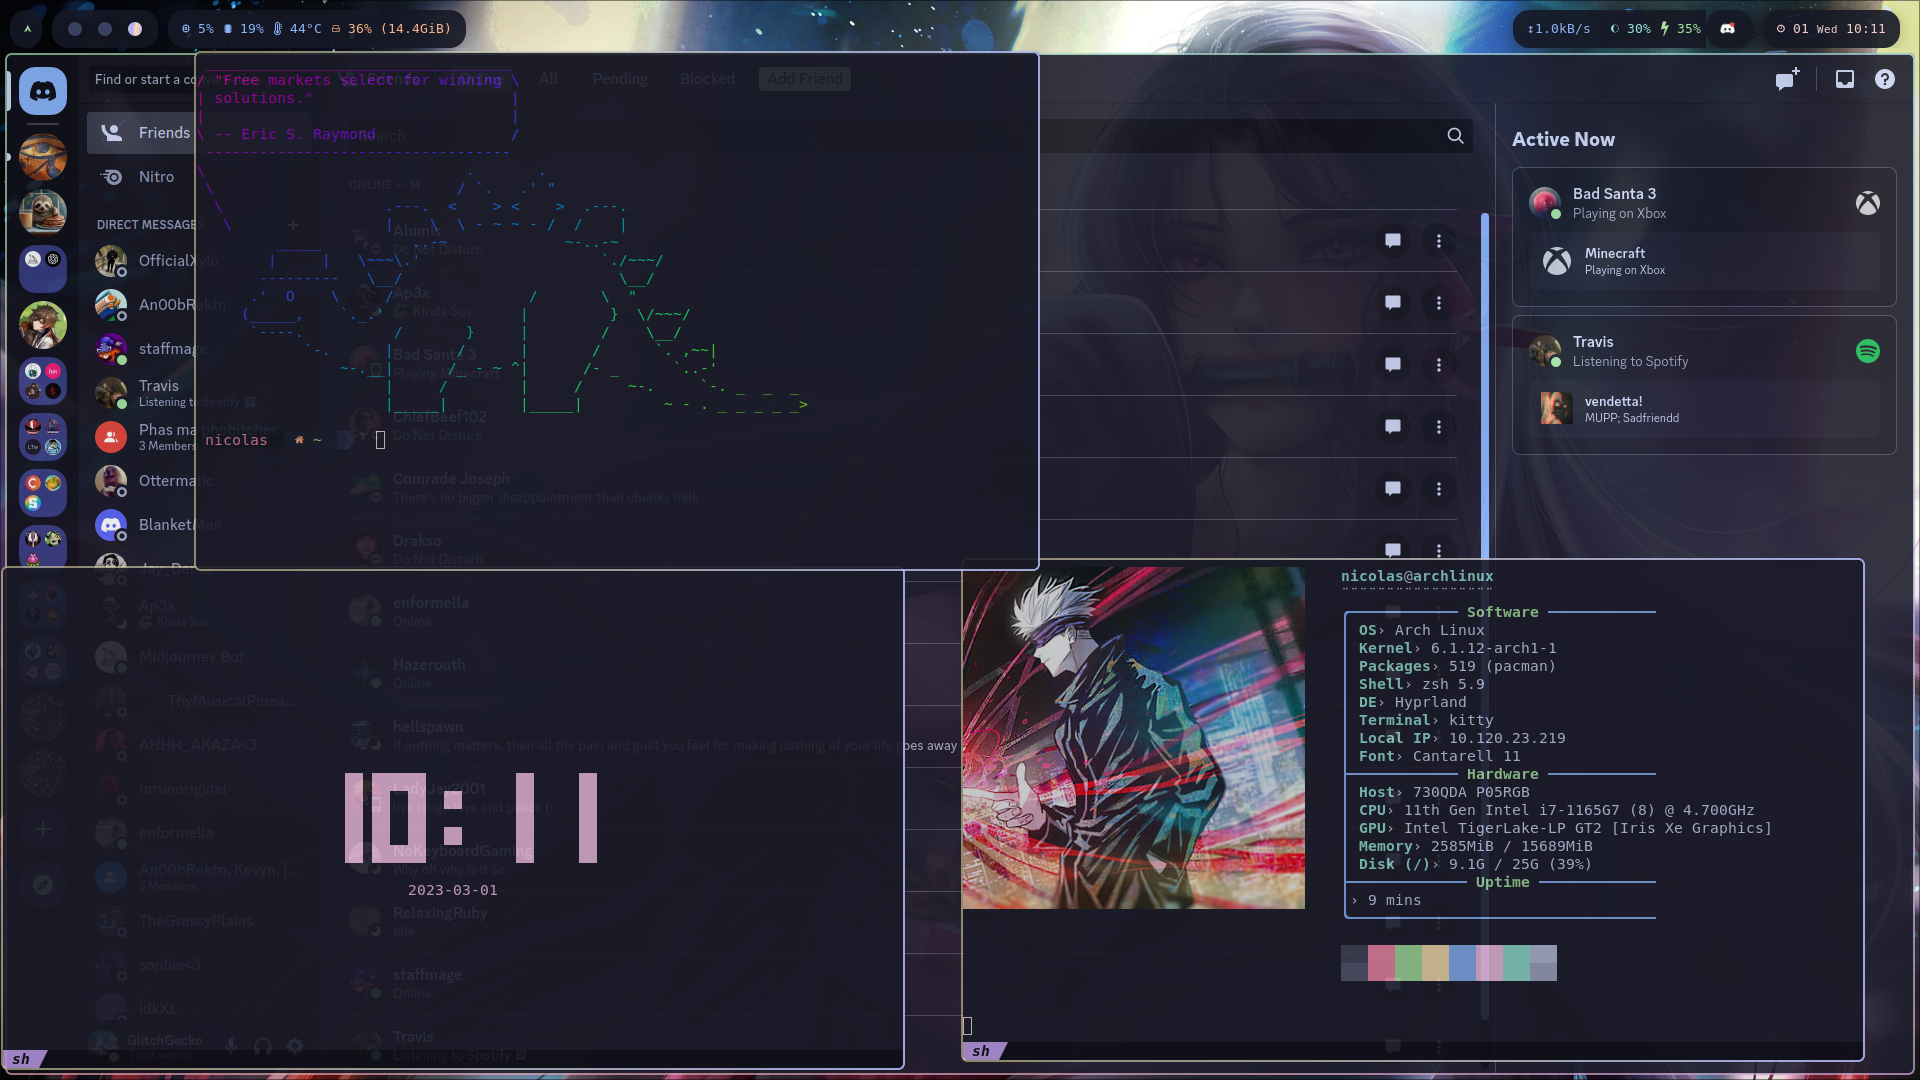 5% 19% 44°C 36% (14.4GiB)
↕1.0kB/s 30% 35%
01 Wed 10:11
Find or start a co
All Pending Blocked Add Friend
"Free markets select for winning
solutions."
-- Eric S. Raymond
Friends
Nitro
DIRECT MESSAGES
OfficialXylo
An00bRektn
staffmage
Travis
Listening to Spotify
Phas ma phobitches
3 Members
Ottermatic
BlanketMan
ONLINE — 14
Alumis
Do Not Disturb
Ap3x
Kinda Sus
Bad Santa 3
Playing Minecraft
ChiefBeef102
Do Not Disturb
nicolas ~
Comrade Joseph
There's no bigger disappointment than chunky milk
Drakso
Do Not Disturb
Active Now
Bad Santa 3
Playing on Xbox
Minecraft
Playing on Xbox
Travis
Listening to Spotify
vendetta!
MUPP; Sadfriendd
Ap3x
Kinda Sus
Midjourney Bot
ThyMusicalPinea...
AHHH_AKAZA<3
mrunoriginal
enformella
An00bRektn, Kevyn, [...
5 Members
TheGrassyPlains
sophie<3
idkXL
GlitchGecko
enformella
Online
Hazerouth
Online
hellspawn
If nothing matters, then all the pain and guilt you feel for making nothing of your life goes away
LadyJay2001
live laugh love and peace [:
10:11
NoKeyboardGaming
Why oh why is it so
2023-03-01
RelaxingRuby
Idle
staffmage
Online
Travis
Listening to Spotify
sh
nicolas@archlinux
Software
OS› Arch Linux
Kernel› 6.1.12-arch1-1
Packages› 519 (pacman)
Shell› zsh 5.9
DE› Hyprland
Terminal› kitty
Local IP› 10.120.23.219
Font› Cantarell 11
Hardware
Host› 730QDA P05RGB
CPU› 11th Gen Intel i7-1165G7 (8) @ 4.700GHz
GPU› Intel TigerLake-LP GT2 [Iris Xe Graphics]
Memory› 2585MiB / 15689MiB
Disk (/)› 9.1G / 25G (39%)
Uptime
› 9 mins
sh